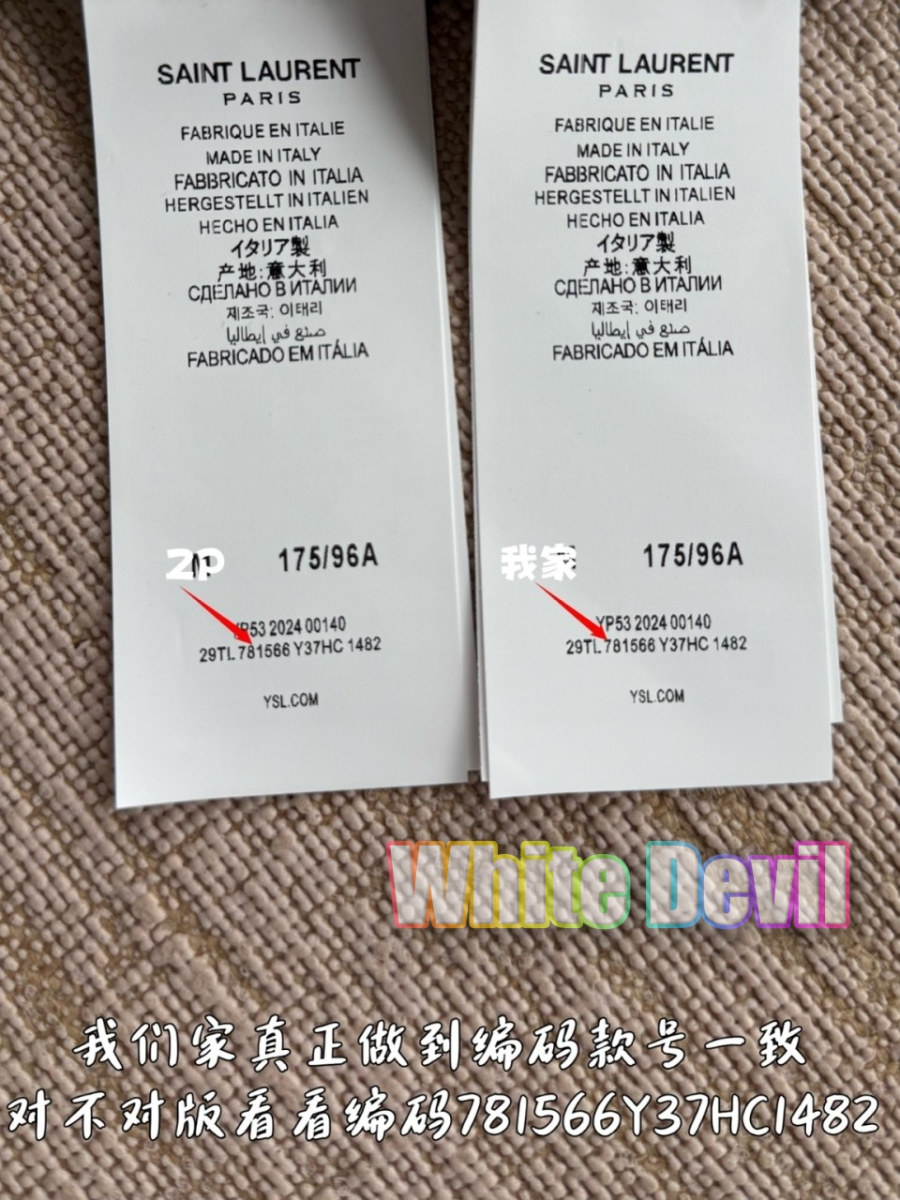 SAINT LAURENT
PARIS
FABRIQUE EN ITALIE
MADE IN ITALY
FABBRICATO IN ITALIA
HERGESTELLT IN ITALIEN
HECHO EN ITALIA
イタリア製
产地:意大利
СДЕЛАНО В ИТАЛИИ
제조국: 이태리
صنع في إيطاليا
FABRICADO EM ITÁLIA
2P
175/96A
YP53 2024 00140
29TL 781566 Y37HC 1482
YSL.COM
SAINT LAURENT
PARIS
FABRIQUE EN ITALIE
MADE IN ITALY
FABBRICATO IN ITALIA
HERGESTELLT IN ITALIEN
HECHO EN ITALIA
イタリア製
产地:意大利
СДЕЛАНО В ИТАЛИИ
제조국: 이태리
صنع في إيطاليا
FABRICADO EM ITÁLIA
我家
175/96A
YP53 2024 00140
29TL 781566 Y37HC 1482
YSL.COM
White Devil
我们家真正做到编码款号一致
对不对版看看编码781566Y37HC1482